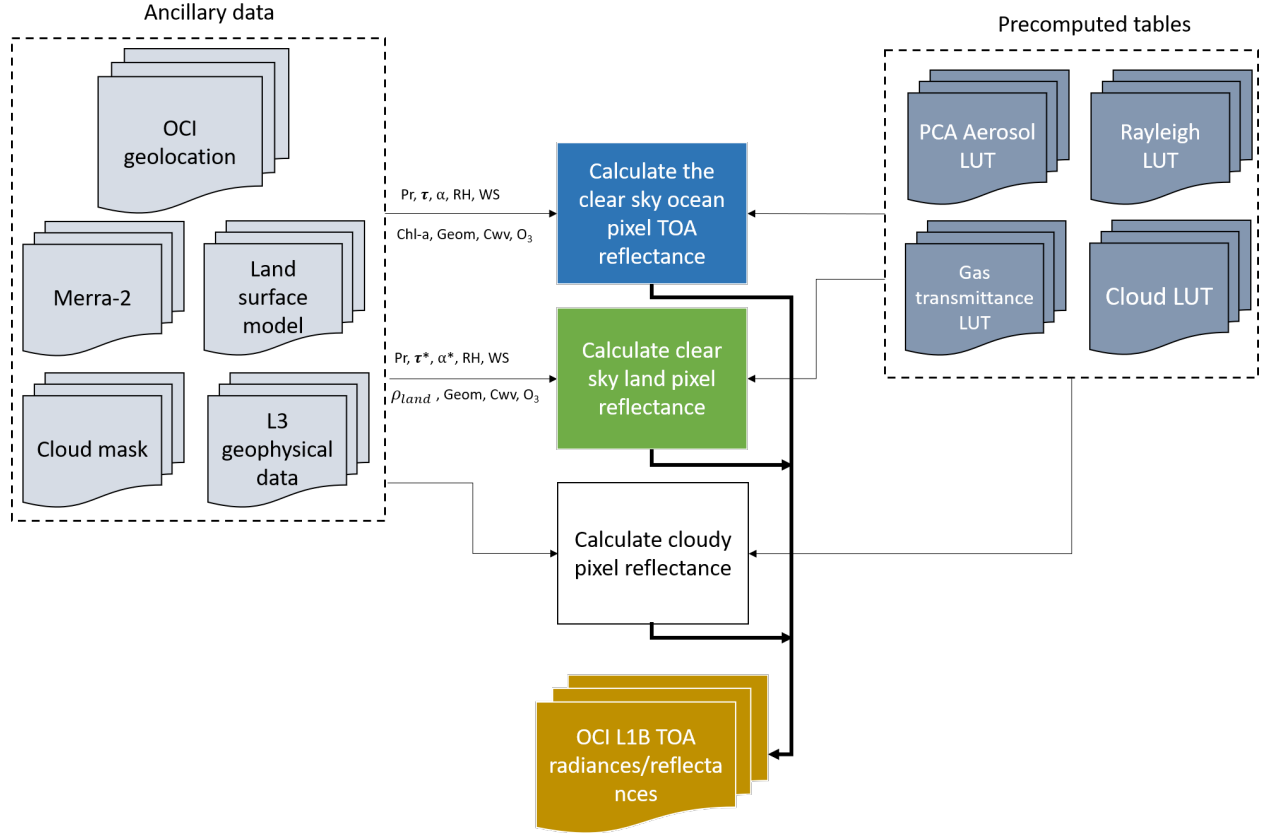 Ancillary data
OCI
geolocation
Merra-2
Land
surface
model
Cloud mask
L3
geophysical
data
Pr, τ, α, RH, WS
Chl-a, Geom, Cwv, O₃
Pr, τ*, α*, RH, WS
ρ_land , Geom, Cwv, O₃
Calculate the
clear sky ocean
pixel TOA
reflectance
Calculate clear
sky land pixel
reflectance
Calculate cloudy
pixel reflectance
OCI L1B TOA
radiances/reflecta
nces
Precomputed tables
PCA Aerosol
LUT
Rayleigh
LUT
Gas
transmittance
LUT
Cloud LUT